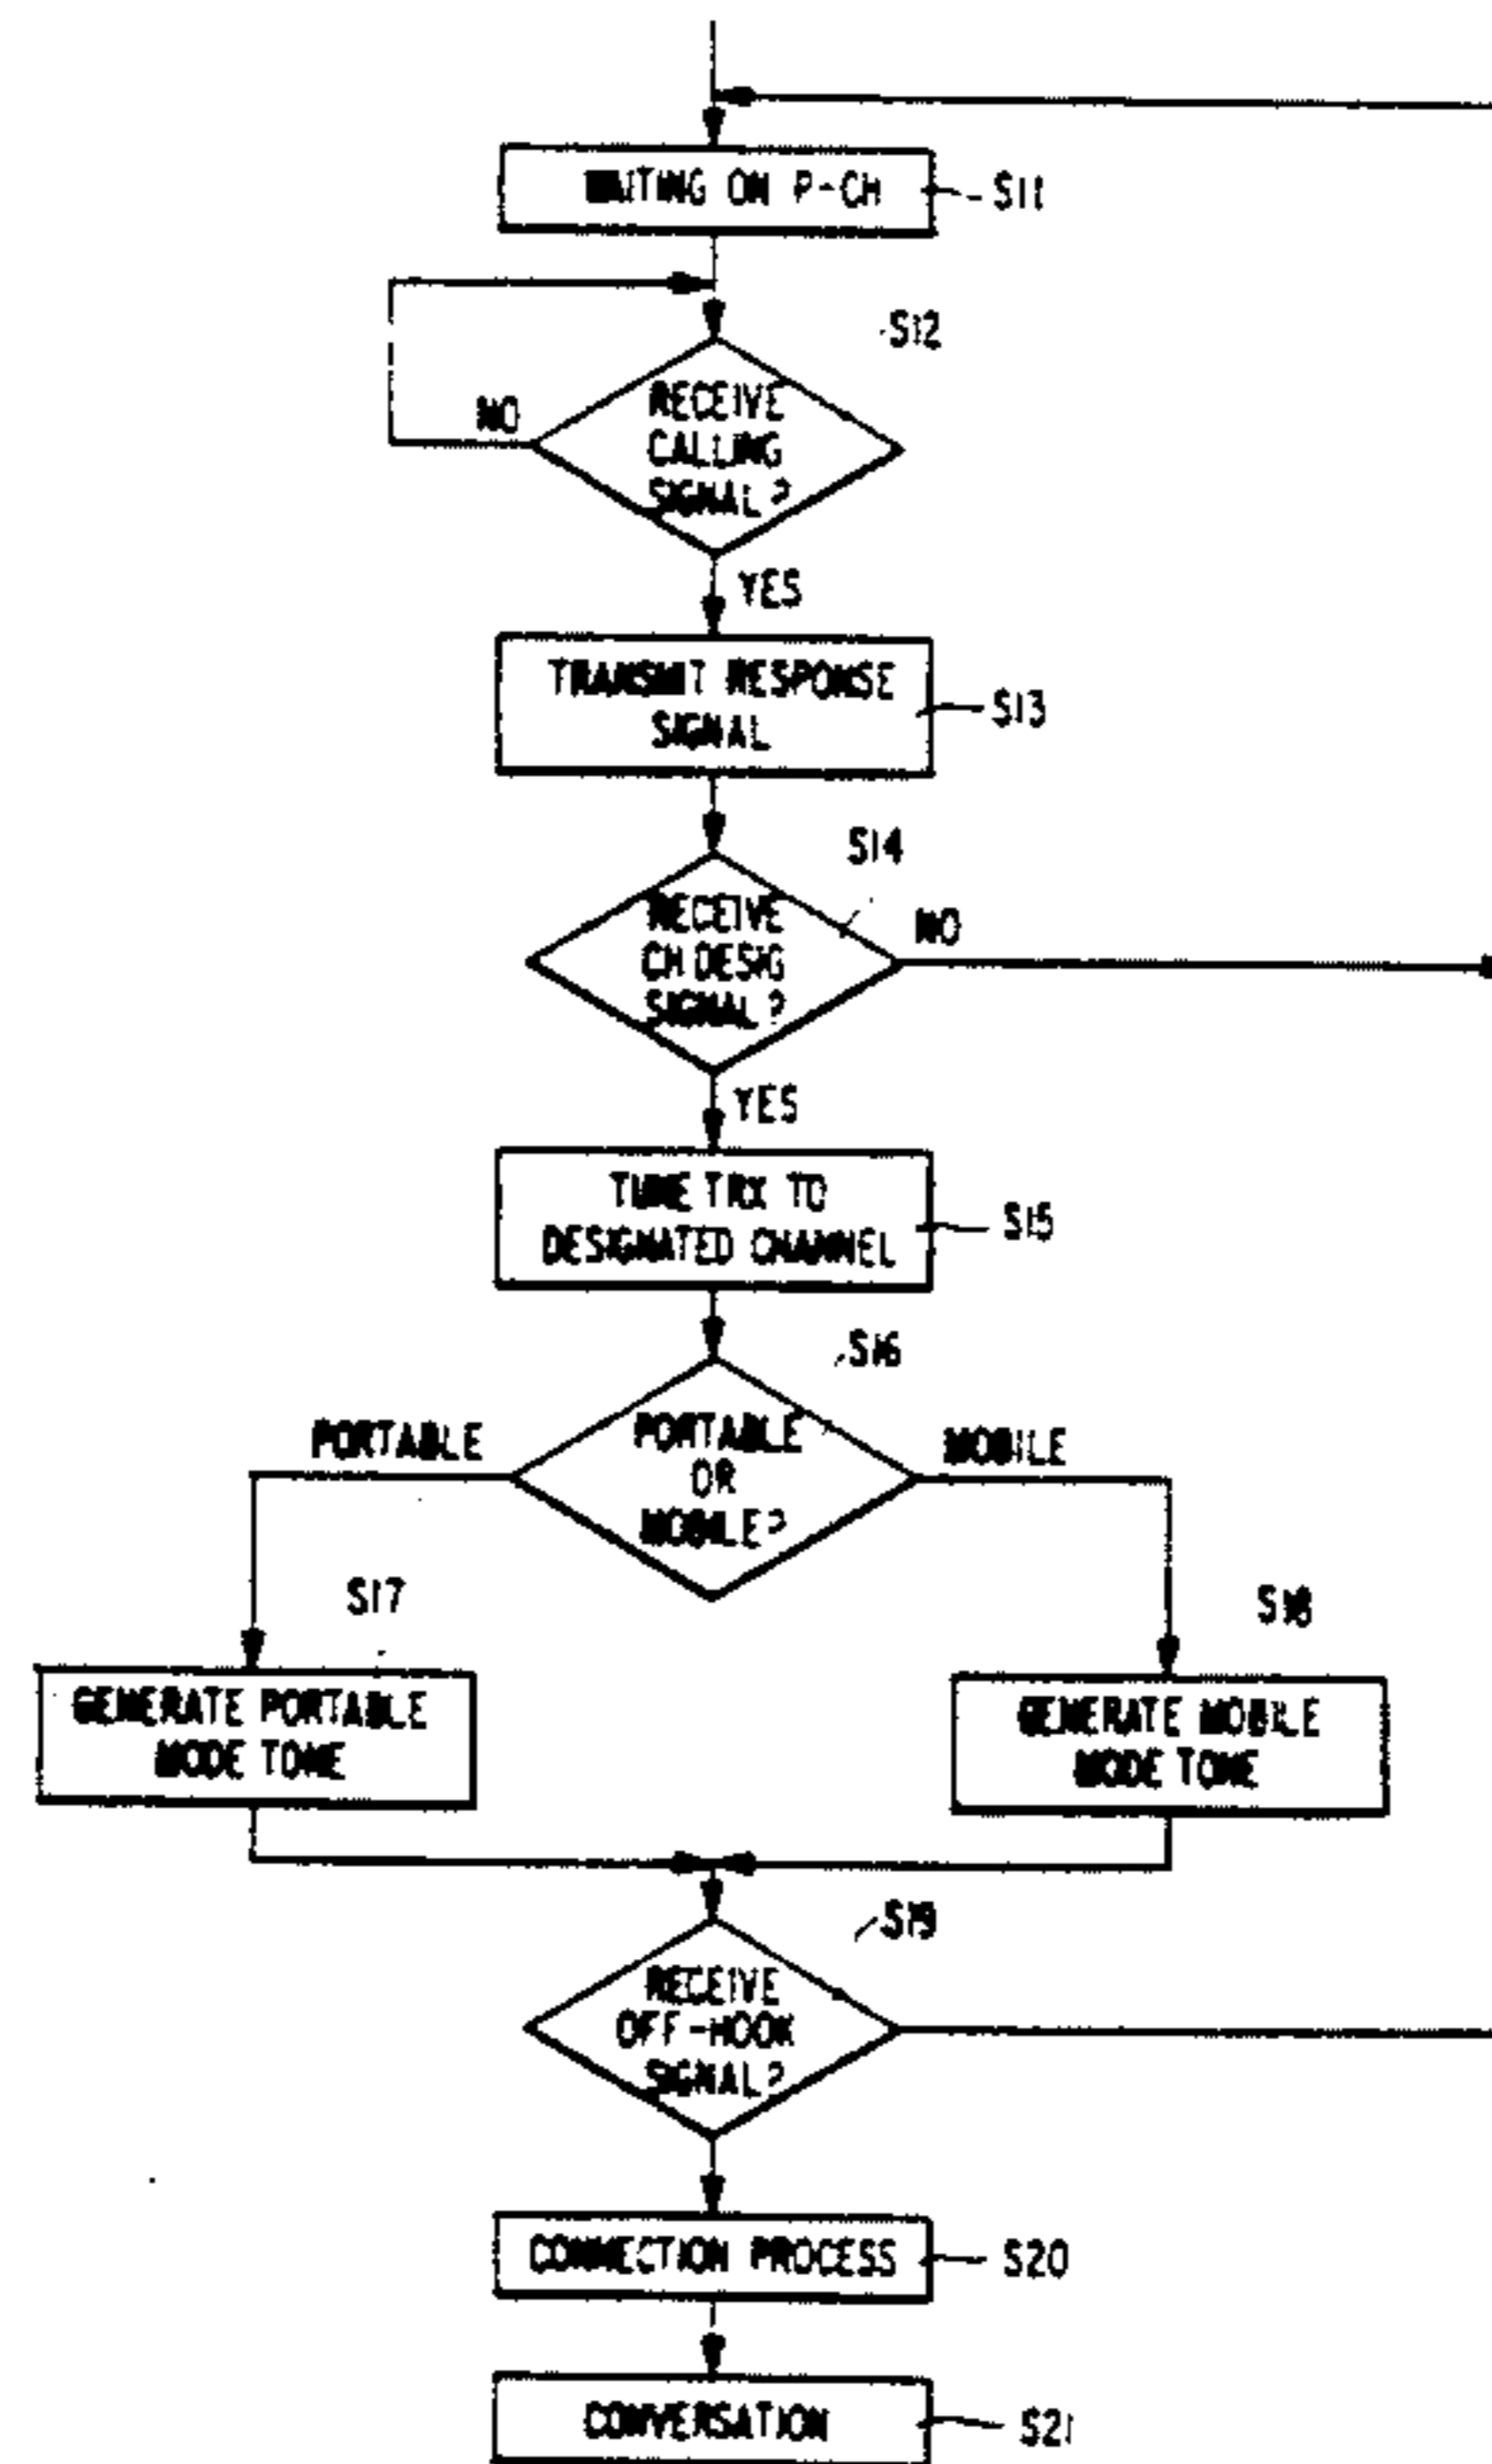 WAITING ON P-CH
S11
S12
RECEIVE
CALLING
SIGNAL?
NO
YES
TRANSMIT RESPONSE
SIGNAL
S13
S14
RECEIVE
CH DESIG
SIGNAL?
NO
YES
TUNE TRX TO
DESIGNATED CHANNEL
S15
S16
PORTABLE
PORTABLE
OR
MOBILE?
MOBILE
S17
S18
GENERATE PORTABLE
MODE TONE
GENERATE MOBILE
MODE TONE
S19
RECEIVE
OFF-HOOK
SIGNAL?
CONNECTION PROCESS
S20
CONVERSATION
S21